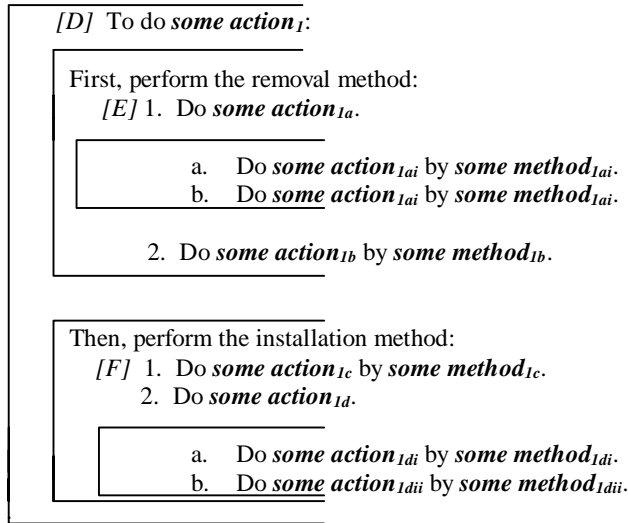 [D] To do some action1:
First, perform the removal method:
[E] 1. Do some action1a.
a. Do some action1ai by some method1ai.
b. Do some action1ai by some method1ai.
2. Do some action1b by some method1b.
Then, perform the installation method:
[F] 1. Do some action1c by some method1c.
2. Do some action1d.
a. Do some action1di by some method1di.
b. Do some action1dii by some method1dii.